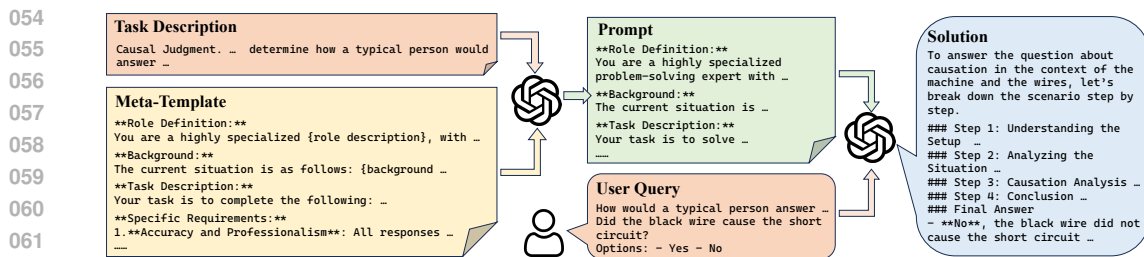 054
055
056
057
058
059
060
061
Task Description
Causal Judgment. … determine how a typical person would
answer …
Meta-Template
**Role Definition:**
You are a highly specialized {role description}, with …
**Background:**
The current situation is as follows: {background …
**Task Description:**
Your task is to complete the following: …
**Specific Requirements:**
1.**Accuracy and Professionalism**: All responses …
……
Prompt
**Role Definition:**
You are a highly specialized
problem-solving expert with …
**Background:**
The current situation is …
**Task Description:**
Your task is to solve …
……
User Query
How would a typical person answer …
Did the black wire cause the short
circuit?
Options: - Yes - No
Solution
To answer the question about
causation in the context of the
machine and the wires, let's
break down the scenario step by
step.
### Step 1: Understanding the
Setup …
### Step 2: Analyzing the
Situation …
### Step 3: Causation Analysis …
### Step 4: Conclusion …
### Final Answer
- **No**, the black wire did not
cause the short circuit …